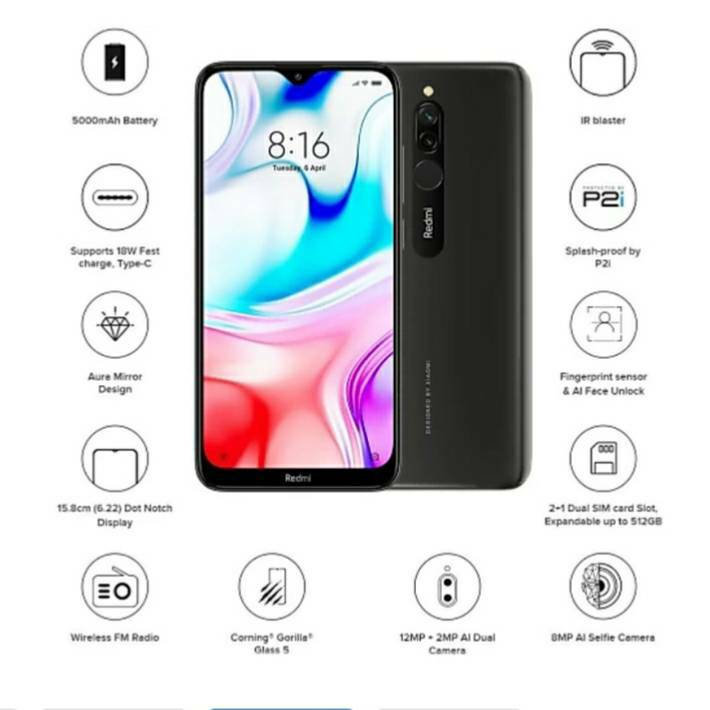 5000mAh Battery
IR blaster
8:16
Tuesday, 6 April
PROTECTED BY
P2i
Redmi
Supports 18W Fast
charge, Type-C
Splash-proof by
P2i
Aure Mirror
Design
Fingerprint sensor
& AI Face Unlock
DESIGNED BY XIAOMI
Redmi
15.8cm (6.22) Dot Notch
Display
2+1 Dual SIM card Slot,
Expandable up to 512GB
Wireless FM Radio
Corning® Gorilla®
Glass 5
12MP + 2MP AI Dual
Camera
8MP AI Selfie Camera